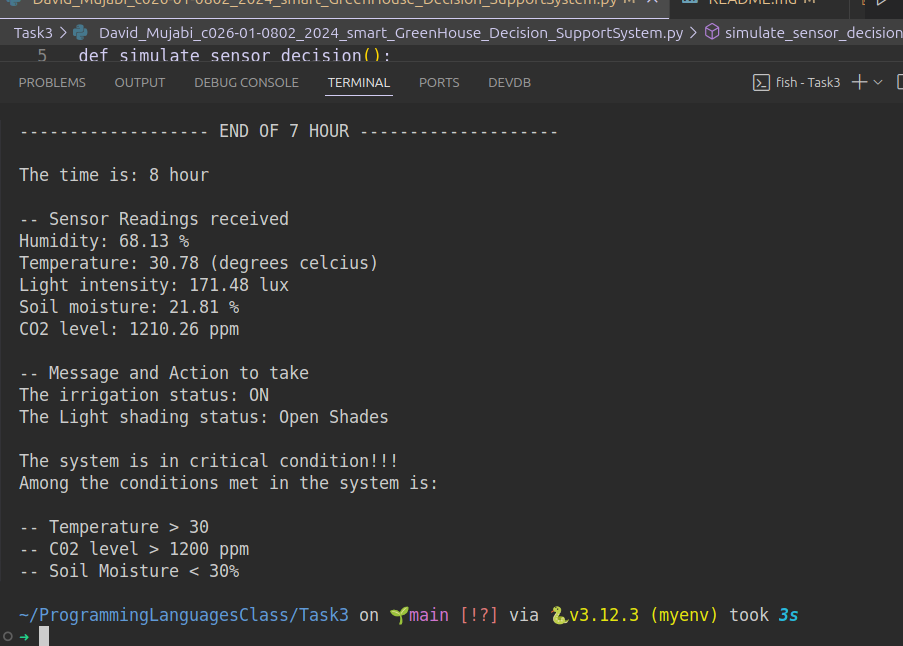 David_Mujabi_c026-01-0802_2024_smart_GreenHouse_Decision_SupportSystem.py M README.md M
Task3 > David_Mujabi_c026-01-0802_2024_smart_GreenHouse_Decision_SupportSystem.py > simulate_sensor_decision
5 def simulate_sensor_decision():
PROBLEMS OUTPUT DEBUG CONSOLE TERMINAL PORTS DEVDB fish - Task3
------------------- END OF 7 HOUR --------------------
The time is: 8 hour
-- Sensor Readings received
Humidity: 68.13 %
Temperature: 30.78 (degrees celcius)
Light intensity: 171.48 lux
Soil moisture: 21.81 %
CO2 level: 1210.26 ppm
-- Message and Action to take
The irrigation status: ON
The Light shading status: Open Shades
The system is in critical condition!!!
Among the conditions met in the system is:
-- Temperature > 30
-- C02 level > 1200 ppm
-- Soil Moisture < 30%
~/ProgrammingLanguagesClass/Task3 on 🌱main [!?] via 🐍v3.12.3 (myenv) took 3s
➜